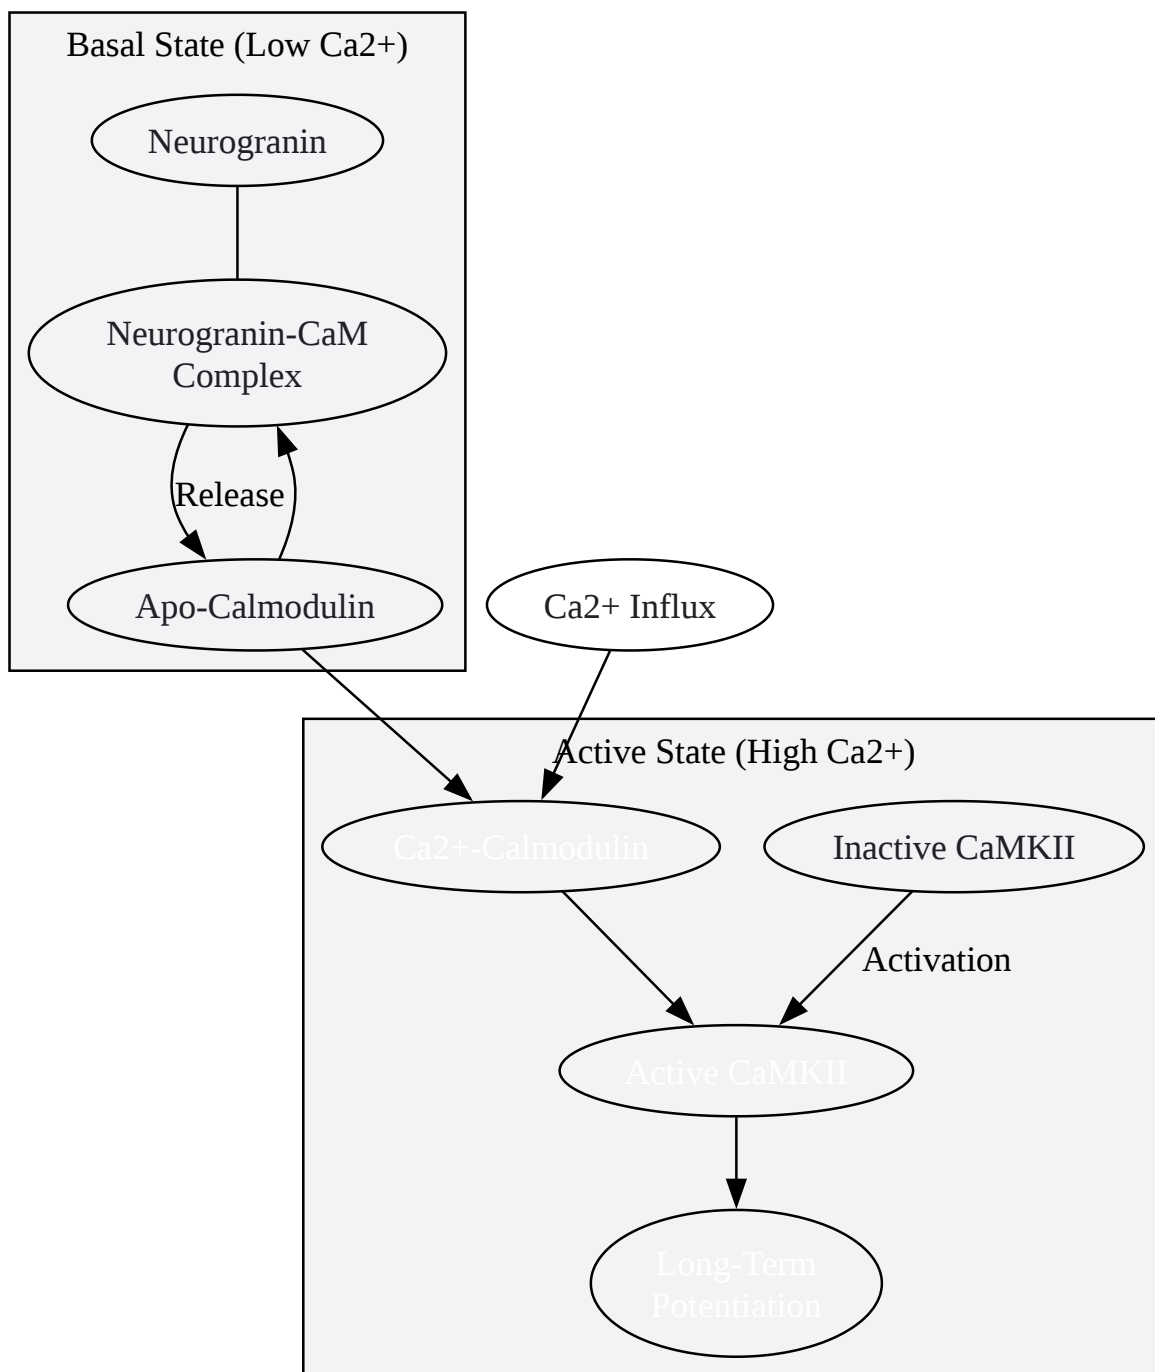 Basal State (Low Ca2+)
Neurogranin
Neurogranin-CaM
Complex
Release
Apo-Calmodulin
Ca2+ Influx
Active State (High Ca2+)
Ca2+-Calmodulin
Inactive CaMKII
Activation
Active CaMKII
Long-Term
Potentiation